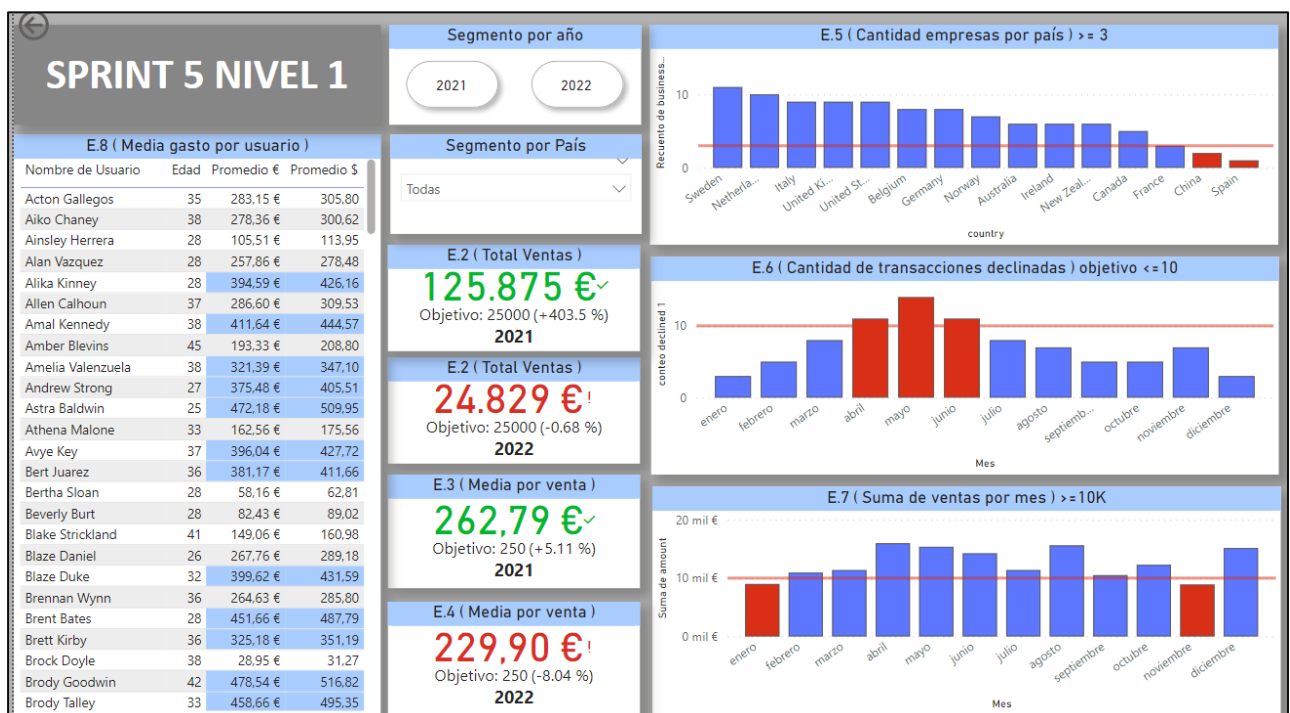 SPRINT 5 NIVEL 1
E.8 ( Media gasto por usuario )
Nombre de Usuario Edad Promedio € Promedio $
Acton Gallegos 35 283,15 € 305,80
Aiko Chaney 38 278,36 € 300,62
Ainsley Herrera 28 105,51 € 113,95
Alan Vazquez 28 257,86 € 278,48
Alika Kinney 28 394,59 € 426,16
Allen Calhoun 37 286,60 € 309,53
Amal Kennedy 38 411,64 € 444,57
Amber Blevins 45 193,33 € 208,80
Amelia Valenzuela 38 321,39 € 347,10
Andrew Strong 27 375,48 € 405,51
Astra Baldwin 25 472,18 € 509,95
Athena Malone 33 162,56 € 175,56
Avye Key 37 396,04 € 427,72
Bert Juarez 36 381,17 € 411,66
Bertha Sloan 28 58,16 € 62,81
Beverly Burt 28 82,43 € 89,02
Blake Strickland 41 149,06 € 160,98
Blaze Daniel 26 267,76 € 289,18
Blaze Duke 32 399,62 € 431,59
Brennan Wynn 36 264,63 € 285,80
Brent Bates 28 451,66 € 487,79
Brett Kirby 36 325,18 € 351,19
Brock Doyle 38 28,95 € 31,27
Brody Goodwin 42 478,54 € 516,82
Brody Talley 33 458,66 € 495,35
Segmento por año
2021 2022
Segmento por País
Todas
E.2 ( Total Ventas )
125.875 €
Objetivo: 25000 (+403.5 %)
2021
E.2 ( Total Ventas )
24.829 € !
Objetivo: 25000 (-0.68 %)
2022
E.3 ( Media por venta )
262,79 €
Objetivo: 250 (+5.11 %)
2021
E.4 ( Media por venta )
229,90 € !
Objetivo: 250 (-8.04 %)
2022
E.5 ( Cantidad empresas por país ) >= 3
Recuento de business...
10
0
Sweden Netherla... Italy United Ki... United St... Belgium Germany Norway Australia Ireland New Zeal... Canada France China Spain
country
E.6 ( Cantidad de transacciones declinadas ) objetivo <=10
conteo declined 1
10
0
enero febrero marzo abril mayo junio julio agosto septiemb... octubre noviembre diciembre
Mes
E.7 ( Suma de ventas por mes ) >=10K
Suma de amount
20 mil €
10 mil €
0 mil €
enero febrero marzo abril mayo junio julio agosto septiembre octubre noviembre diciembre
Mes